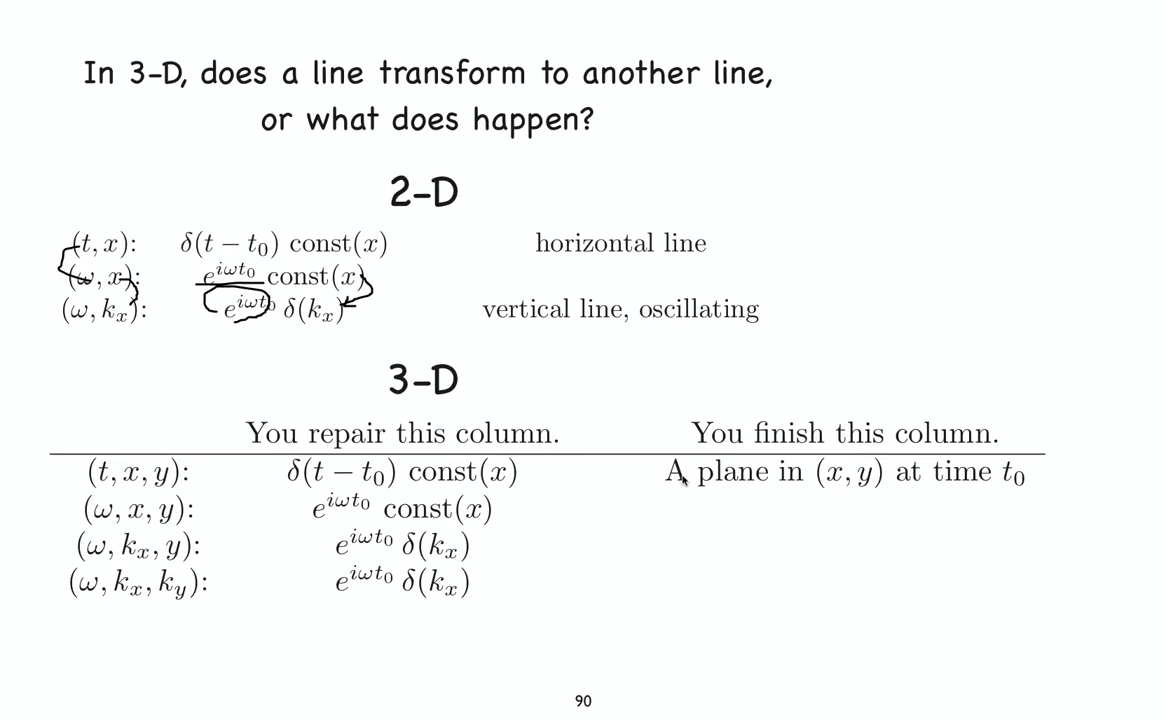 In 3-D, does a line transform to another line,
or what does happen?
2-D
(t, x): δ(t − t₀) const(x) horizontal line
(ω, x): e^{iωt₀} const(x)
(ω, kₓ): e^{iωt₀} δ(kₓ) vertical line, oscillating
3-D
You repair this column. You finish this column.
(t, x, y): δ(t − t₀) const(x) A plane in (x, y) at time t₀
(ω, x, y): e^{iωt₀} const(x)
(ω, kₓ, y): e^{iωt₀} δ(kₓ)
(ω, kₓ, k_y): e^{iωt₀} δ(kₓ)
90